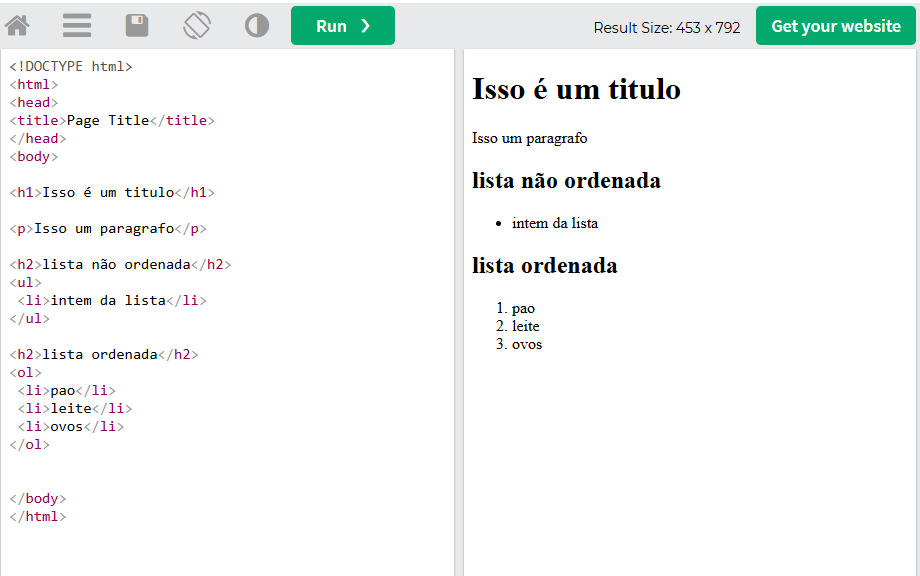 Run ❯
Result Size: 453 x 792
Get your website
<!DOCTYPE html>
<html>
<head>
<title>Page Title</title>
</head>
<body>
<h1>Isso é um titulo</h1>
<p>Isso um paragrafo</p>
<h2>lista não ordenada</h2>
<ul>
<li>intem da lista</li>
</ul>
<h2>lista ordenada</h2>
<ol>
<li>pao</li>
<li>leite</li>
<li>ovos</li>
</ol>
</body>
</html>
Isso é um titulo
Isso um paragrafo
lista não ordenada
• intem da lista
lista ordenada
1. pao
2. leite
3. ovos